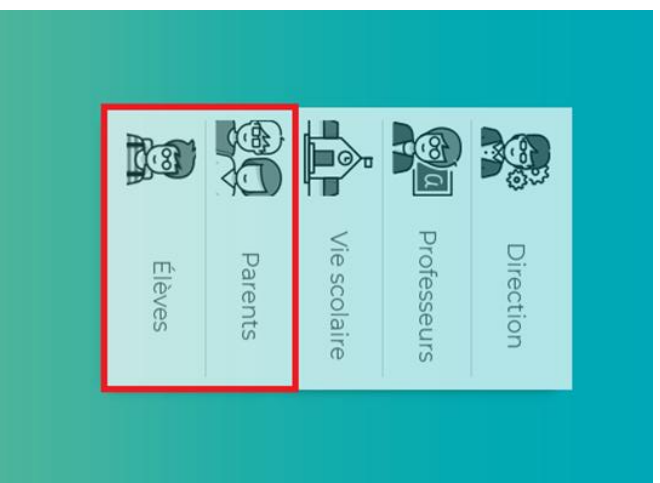 Direction
Professeurs
Vie scolaire
Parents
Élèves